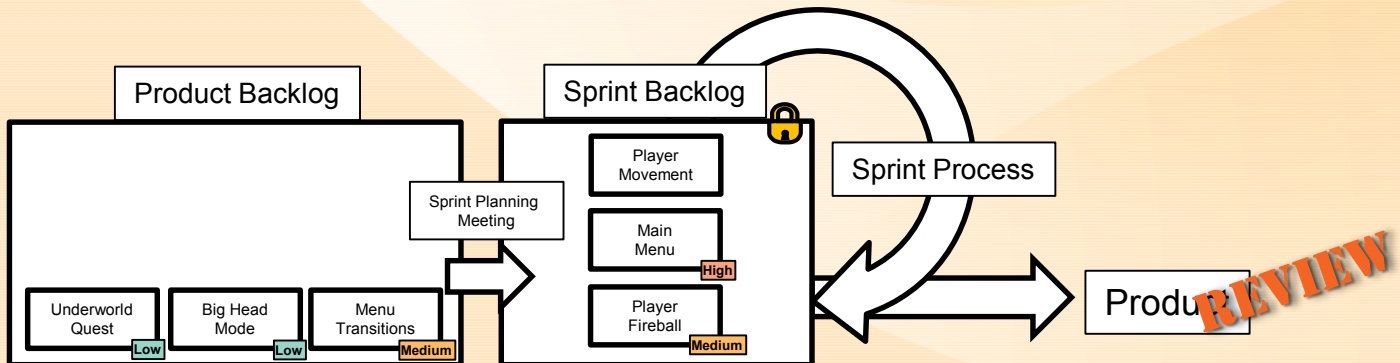 Product Backlog
Sprint Backlog
Player
Movement
Sprint Process
Sprint Planning
Meeting
Main
Menu
High
Underworld
Quest
Low
Big Head
Mode
Low
Menu
Transitions
Medium
Player
Fireball
Medium
Product
REVIEW